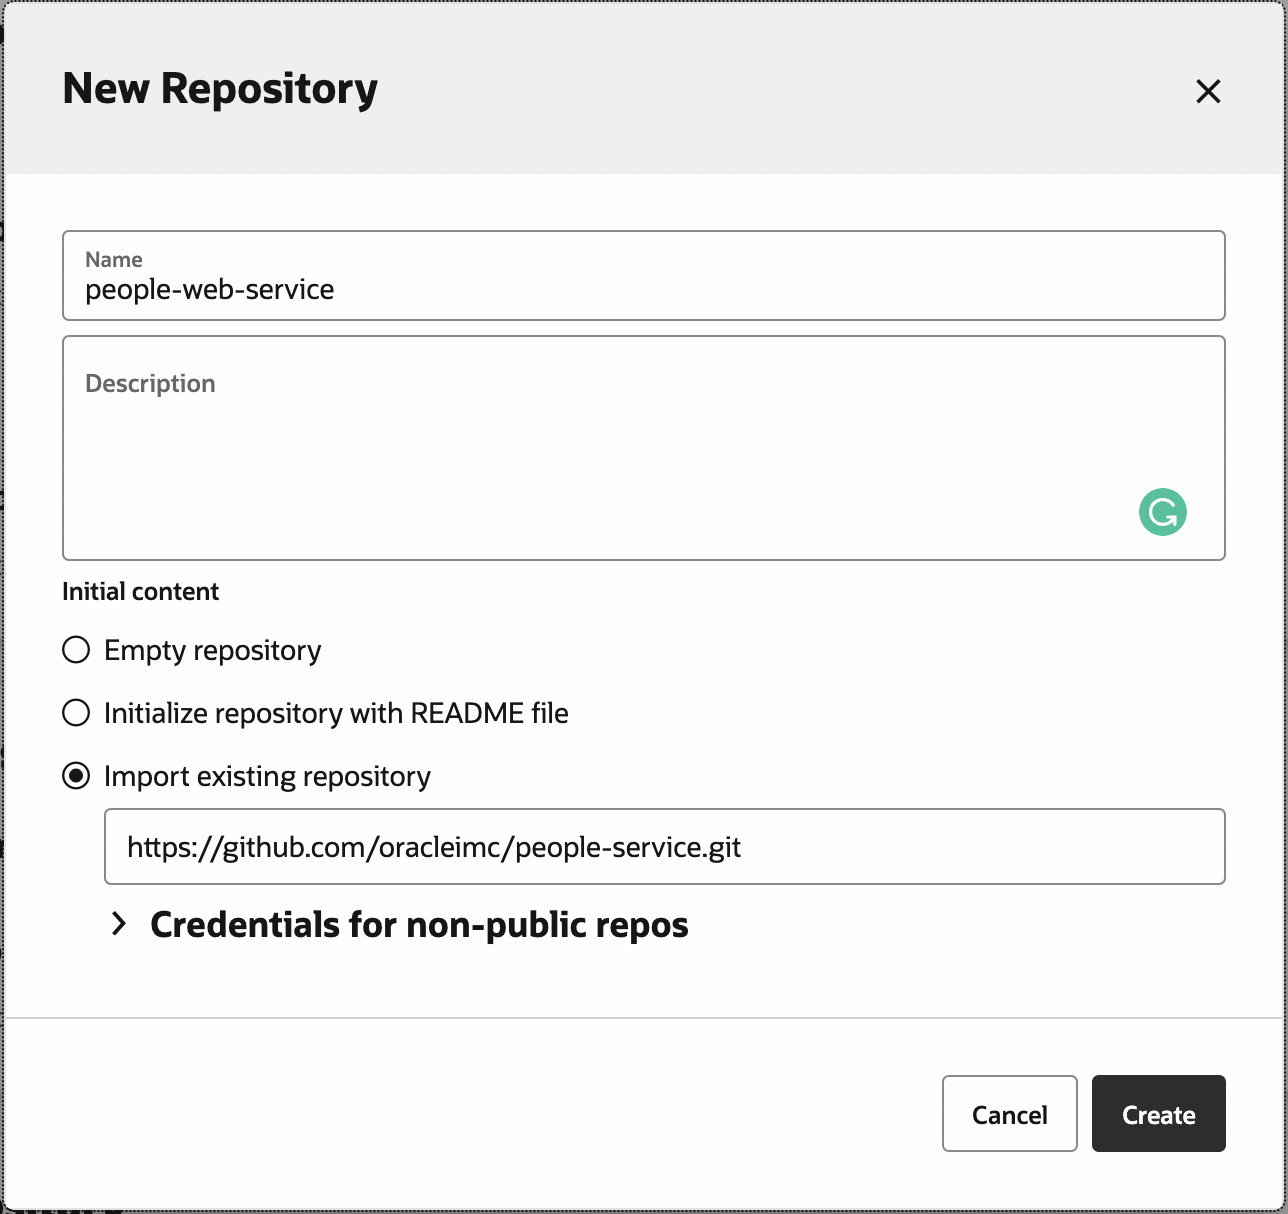 New Repository
Name
people-web-service
Description
Initial content
Empty repository
Initialize repository with README file
Import existing repository
https://github.com/oracleimc/people-service.git
Credentials for non-public repos
Cancel
Create